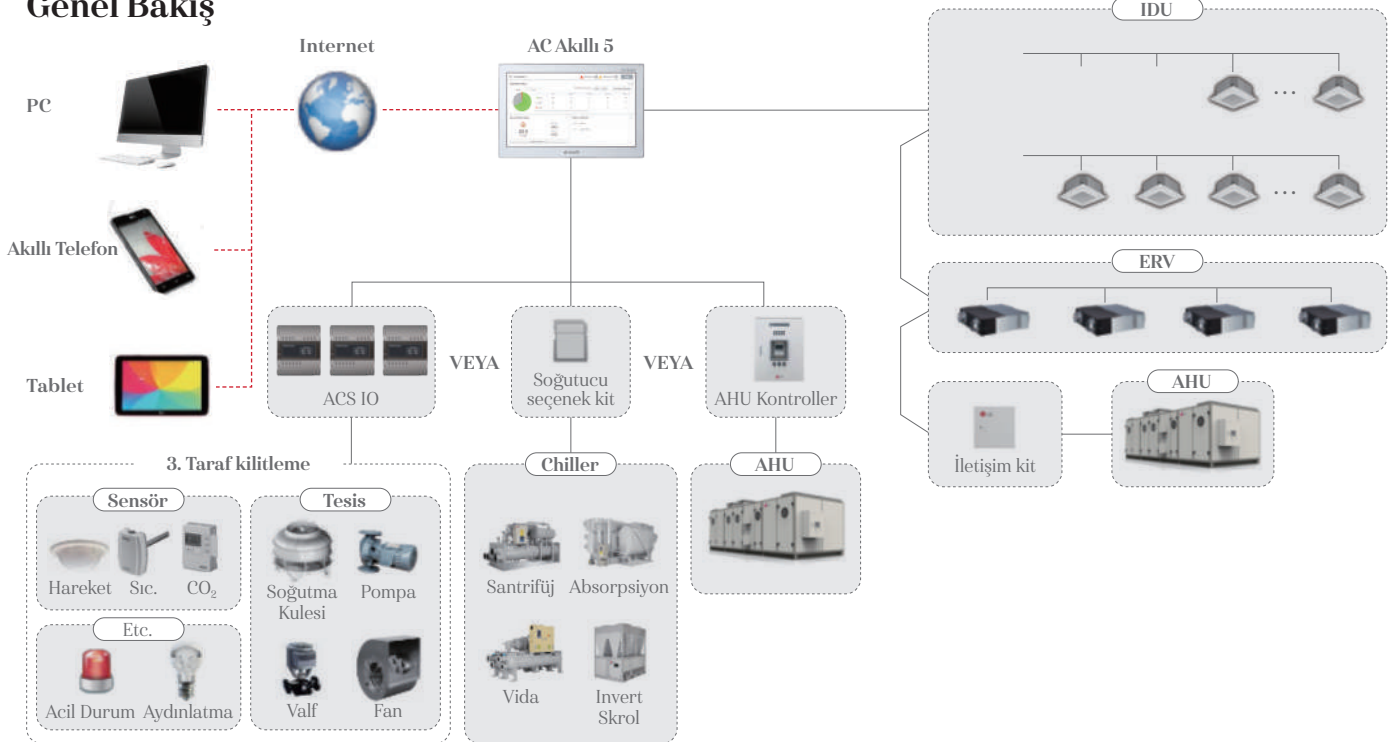 Genel Bakış
IDU
Internet
AC Akıllı 5
PC
Akıllı Telefon
ERV
Tablet
ACS IO
VEYA
Soğutucu
seçenek kit
VEYA
AHU Kontroller
İletişim kit
AHU
3. Taraf kilitleme
Sensör
Hareket
Sıc.
CO₂
Etc.
Acil Durum
Aydınlatma
Tesis
Soğutma
Kulesi
Pompa
Valf
Fan
Chiller
Santrifüj
Absorpsiyon
Vida
Invert
Skrol
AHU